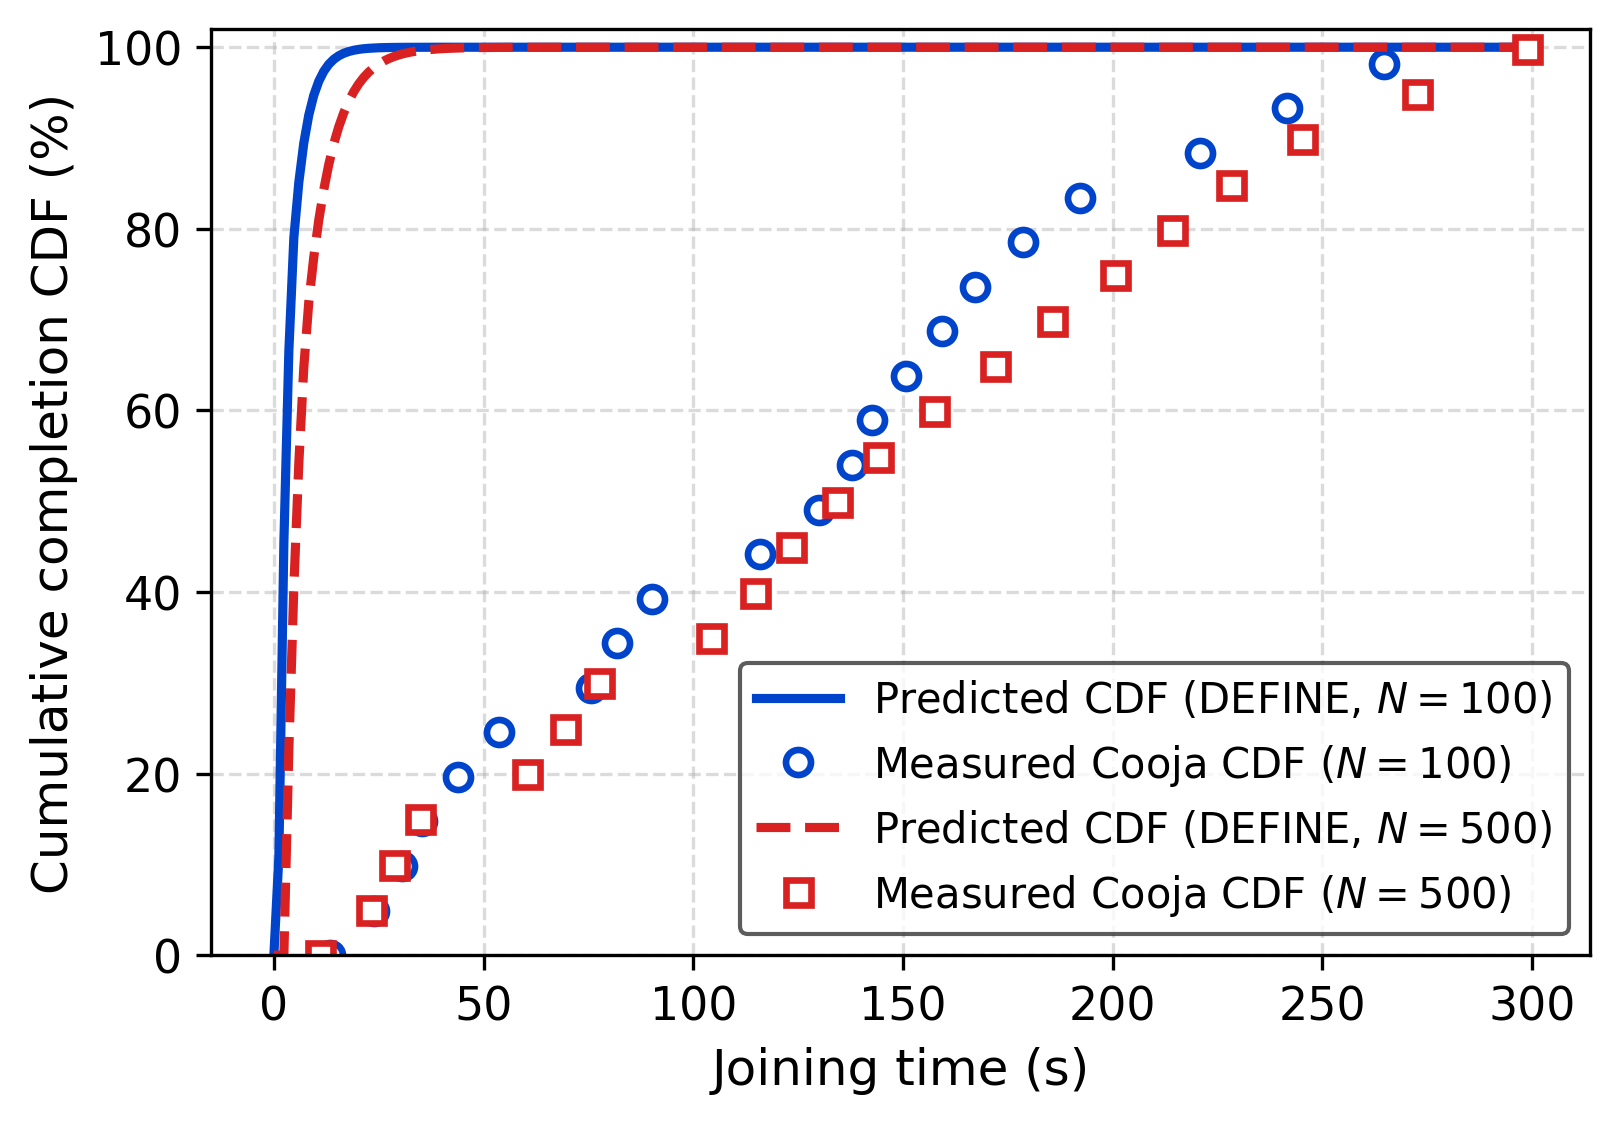 Cumulative completion CDF (%)
100
80
60
40
20
0
Predicted CDF (DEFINE, N = 100)
Measured Cooja CDF (N = 100)
Predicted CDF (DEFINE, N = 500)
Measured Cooja CDF (N = 500)
0 50 100 150 200 250 300
Joining time (s)